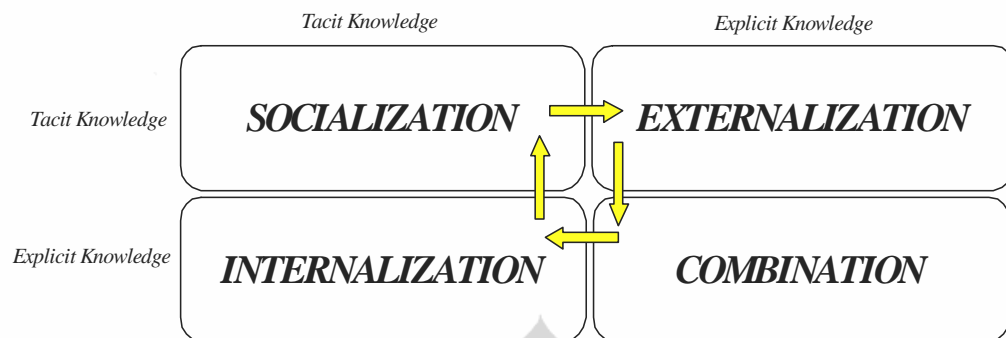 Tacit Knowledge
Explicit Knowledge
Tacit Knowledge
SOCIALIZATION
EXTERNALIZATION
Explicit Knowledge
INTERNALIZATION
COMBINATION